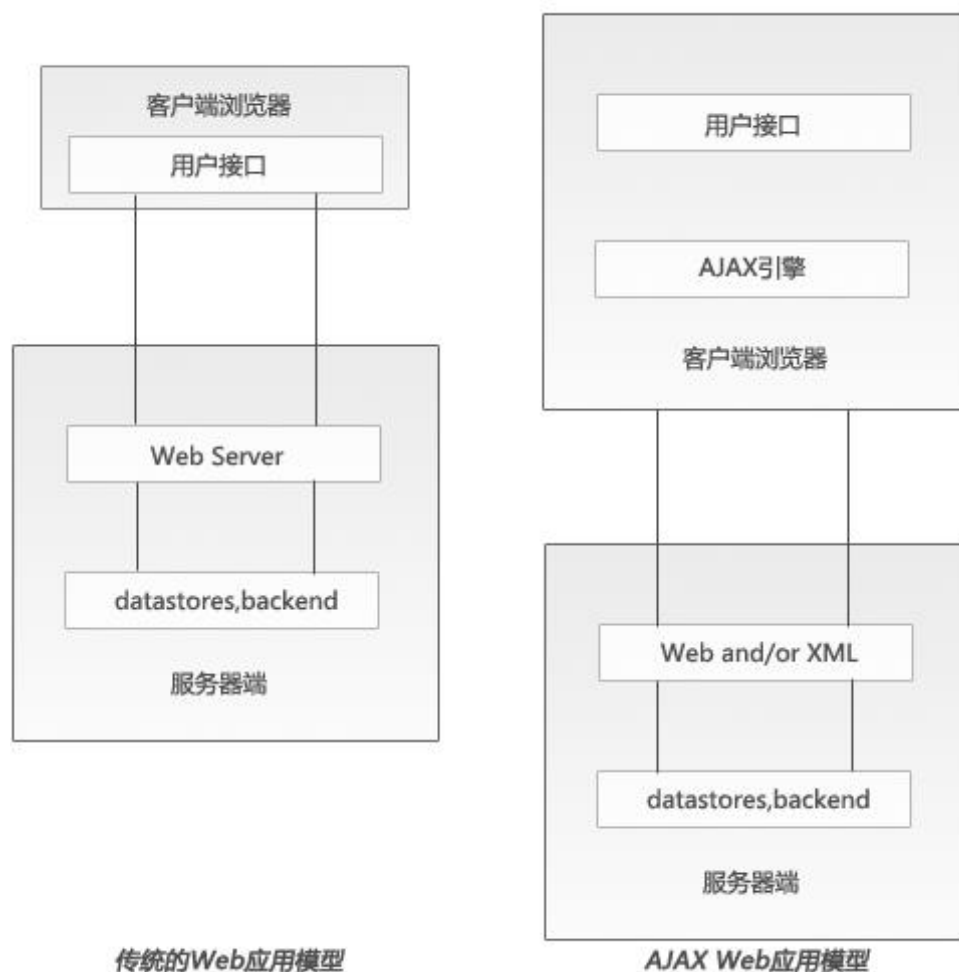 客户端浏览器
用户接口
Web Server
datastores,backend
服务器端
传统的Web应用模型
用户接口
AJAX引擎
客户端浏览器
Web and/or XML
datastores,backend
服务器端
AJAX Web应用模型